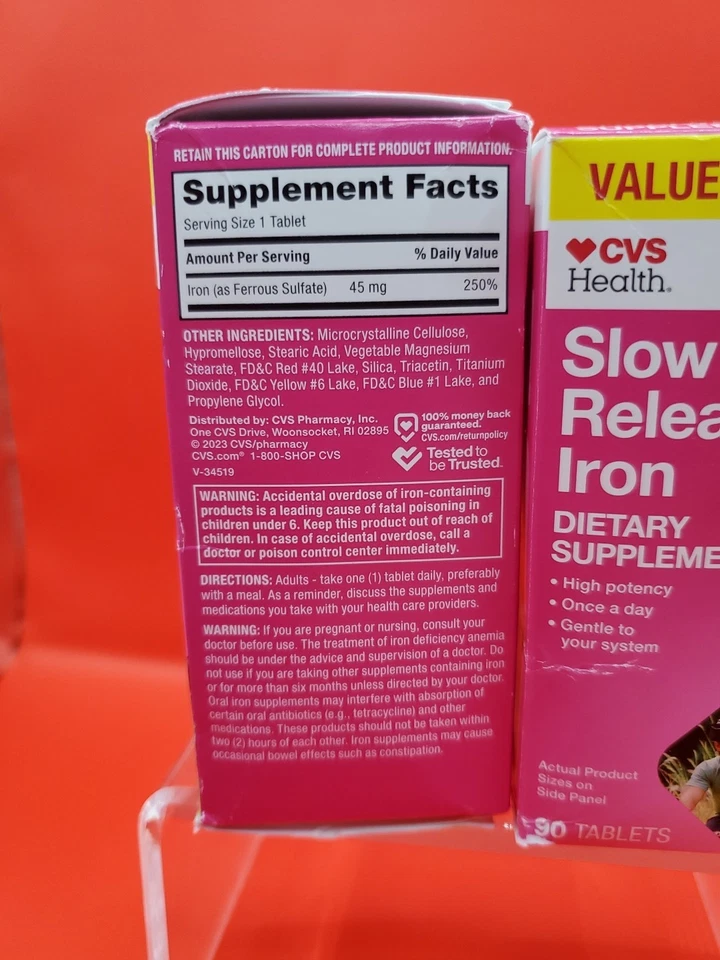 RETAIN THIS CARTON FOR COMPLETE PRODUCT INFORMATION.
Supplement Facts
Serving Size 1 Tablet
Amount Per Serving % Daily Value
Iron (as Ferrous Sulfate) 45 mg 250%
OTHER INGREDIENTS: Microcrystalline Cellulose,
Hypromellose, Stearic Acid, Vegetable Magnesium
Stearate, FD&C Red #40 Lake, Silica, Triacetin, Titanium
Dioxide, FD&C Yellow #6 Lake, FD&C Blue #1 Lake, and
Propylene Glycol.
Distributed by: CVS Pharmacy, Inc.
One CVS Drive, Woonsocket, RI 02895
© 2023 CVS/pharmacy
CVS.com® 1-800-SHOP CVS
V-34519
100% money back
guaranteed.
CVS.com/returnpolicy
Tested to
be Trusted.
WARNING: Accidental overdose of iron-containing
products is a leading cause of fatal poisoning in
children under 6. Keep this product out of reach of
children. In case of accidental overdose, call a
doctor or poison control center immediately.
DIRECTIONS: Adults - take one (1) tablet daily, preferably
with a meal. As a reminder, discuss the supplements and
medications you take with your health care providers.
WARNING: If you are pregnant or nursing, consult your
doctor before use. The treatment of iron deficiency anemia
should be under the advice and supervision of a doctor. Do
not use if you are taking other supplements containing iron
or for more than six months unless directed by your doctor.
Oral iron supplements may interfere with absorption of
certain oral antibiotics (e.g., tetracycline) and other
medications. These products should not be taken within
two (2) hours of each other. Iron supplements may cause
occasional bowel effects such as constipation.
VALUE
CVS
Health®
Slow
Relea
Iron
DIETARY
SUPPLEME
• High potency
• Once a day
• Gentle to
your system
Actual Product
Sizes on
Side Panel
90 TABLETS